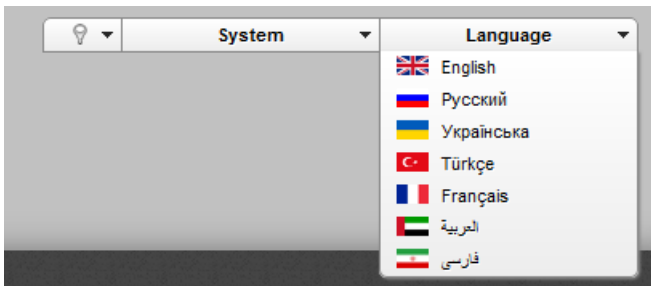 System
Language
English
Русский
Українська
Türkçe
Français
العربية
فارسی